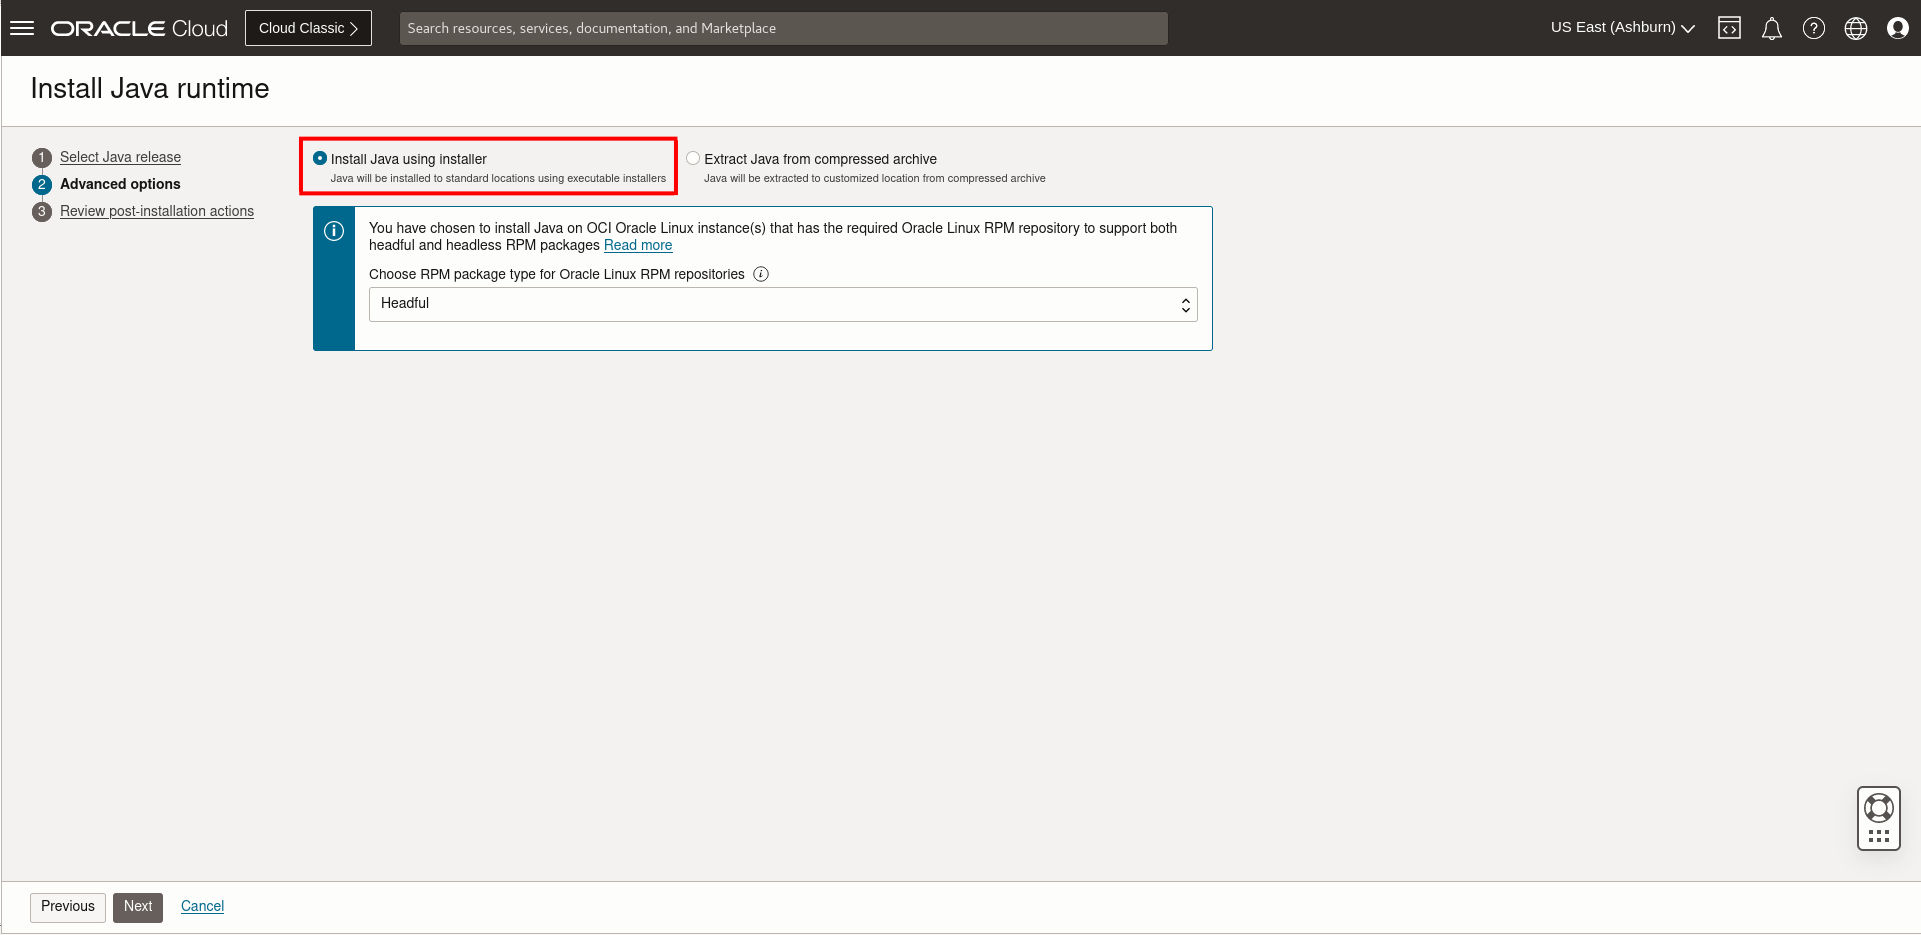 ORACLE Cloud
Cloud Classic
Search resources, services, documentation, and Marketplace
US East (Ashburn)
Install Java runtime
1 Select Java release
2 Advanced options
3 Review post-installation actions
Install Java using installer
Java will be installed to standard locations using executable installers
Extract Java from compressed archive
Java will be extracted to customized location from compressed archive
You have chosen to install Java on OCI Oracle Linux instance(s) that has the required Oracle Linux RPM repository to support both
headful and headless RPM packages Read more
Choose RPM package type for Oracle Linux RPM repositories
Headful
Previous
Next
Cancel